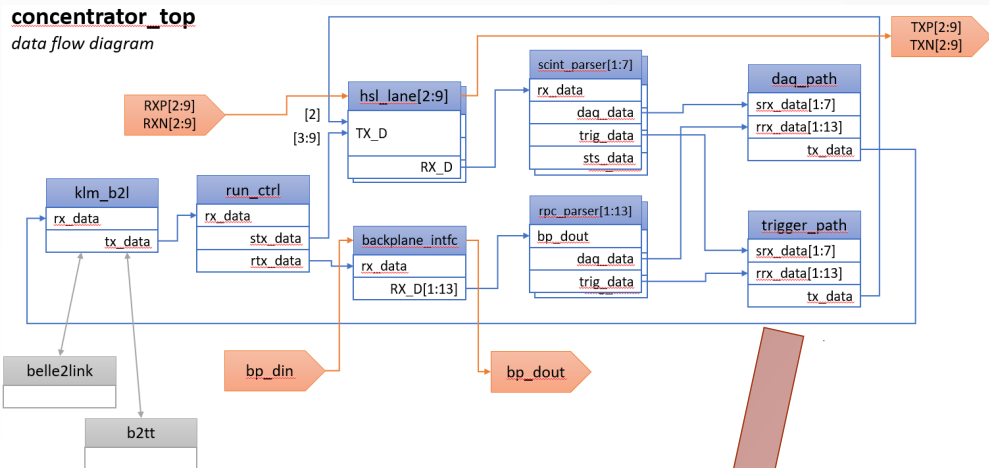 concentrator_top
data flow diagram
TXP[2:9]
TXN[2:9]
RXP[2:9]
RXN[2:9]
[2]
[3:9]
hsl_lane[2:9]
TX_D
RX_D
scint_parser[1:7]
rx_data
daq_data
trig_data
sts_data
daq_path
srx_data[1:7]
rrx_data[1:13]
tx_data
klm_b2l
rx_data
tx_data
run_ctrl
rx_data
stx_data
rtx_data
backplane_intfc
rx_data
RX_D[1:13]
rpc_parser[1:13]
bp_dout
daq_data
trig_data
trigger_path
srx_data[1:7]
rrx_data[1:13]
tx_data
belle2link
b2tt
bp_din
bp_dout